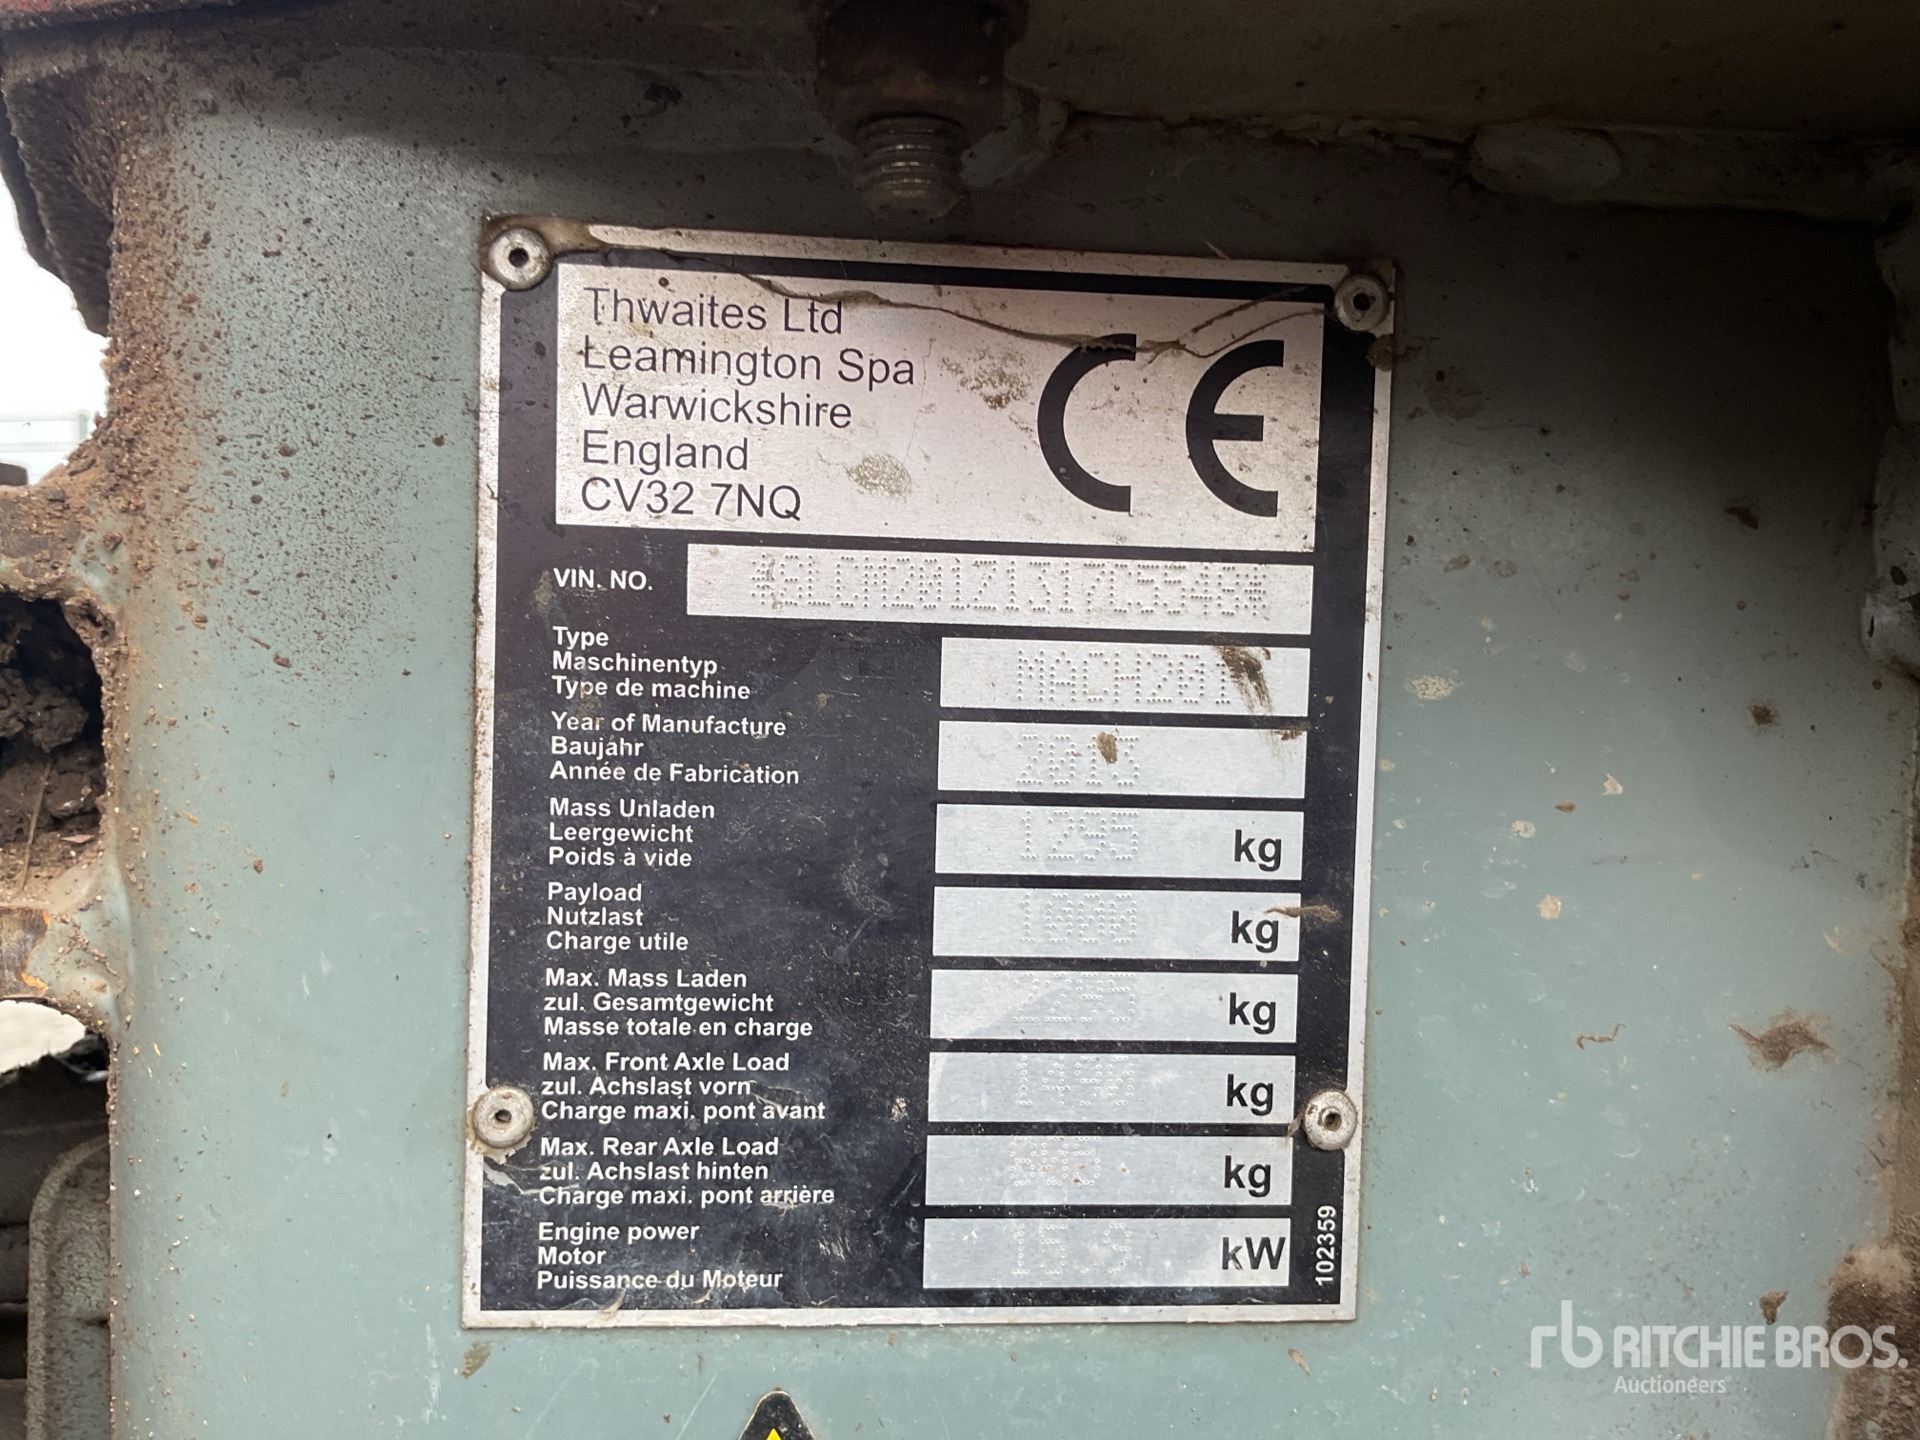 Thwaites Ltd
Leamington Spa
Warwickshire
England
CV32 7NQ
CE
VIN. NO.
Type
Maschinentyp
Type de machine
MACH201
Year of Manufacture
Baujahr
Année de Fabrication
2013
Mass Unladen
Leergewicht
Poids à vide
1295 kg
Payload
Nutzlast
Charge utile
1000 kg
Max. Mass Laden
zul. Gesamtgewicht
Masse totale en charge
kg
Max. Front Axle Load
zul. Achslast vorn
Charge maxi. pont avant
kg
Max. Rear Axle Load
zul. Achslast hinten
Charge maxi. pont arrière
kg
Engine power
Motor
Puissance du Moteur
kW
102359
rb RITCHIE BROS.
Auctioneers